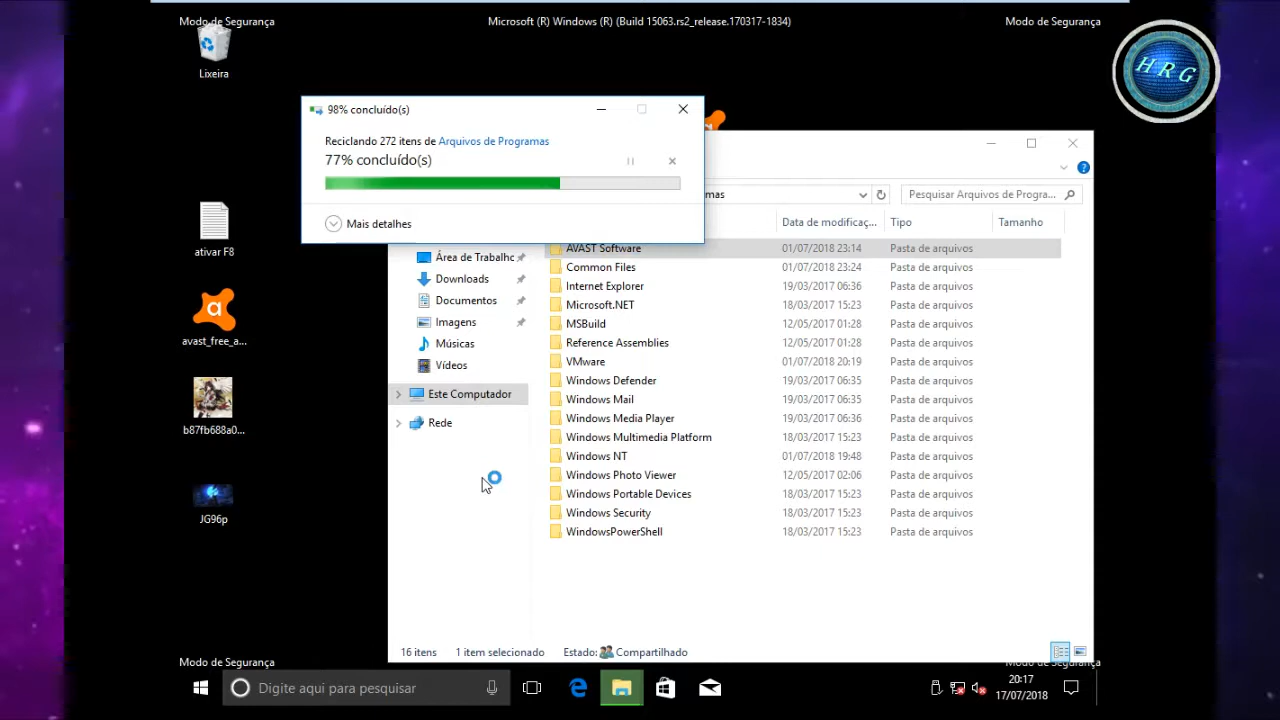 Modo de Segurança
Microsoft (R) Windows (R) (Build 15063.rs2_release.170317-1834)
Modo de Segurança
HRG
Lixeira
98% concluído(s)
Reciclando 272 itens de Arquivos de Programas
77% concluído(s)
Mais detalhes
mas
Pesquisar Arquivos de Progra...
Data de modificaç...
Tipo
Tamanho
ativar F8
avast_free_a...
b87fb688a0...
JG96p
Área de Trabalho
Downloads
Documentos
Imagens
Músicas
Vídeos
Este Computador
Rede
AVAST Software 01/07/2018 23:14 Pasta de arquivos
Common Files 01/07/2018 23:24 Pasta de arquivos
Internet Explorer 19/03/2017 06:36 Pasta de arquivos
Microsoft.NET 18/03/2017 15:23 Pasta de arquivos
MSBuild 12/05/2017 01:28 Pasta de arquivos
Reference Assemblies 12/05/2017 01:28 Pasta de arquivos
VMware 01/07/2018 20:19 Pasta de arquivos
Windows Defender 19/03/2017 06:35 Pasta de arquivos
Windows Mail 19/03/2017 06:35 Pasta de arquivos
Windows Media Player 19/03/2017 06:36 Pasta de arquivos
Windows Multimedia Platform 18/03/2017 15:23 Pasta de arquivos
Windows NT 01/07/2018 19:48 Pasta de arquivos
Windows Photo Viewer 12/05/2017 02:06 Pasta de arquivos
Windows Portable Devices 18/03/2017 15:23 Pasta de arquivos
Windows Security 18/03/2017 15:23 Pasta de arquivos
WindowsPowerShell 18/03/2017 15:23 Pasta de arquivos
16 itens
1 item selecionado
Estado: Compartilhado
Modo de Segurança
Modo de Segurança
Digite aqui para pesquisar
20:17
17/07/2018